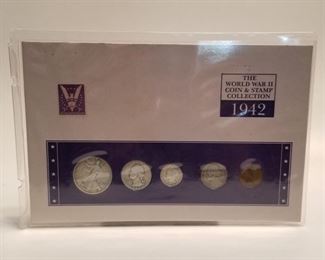 THE
WORLD WAR II
COIN & STAMP
COLLECTION
1942